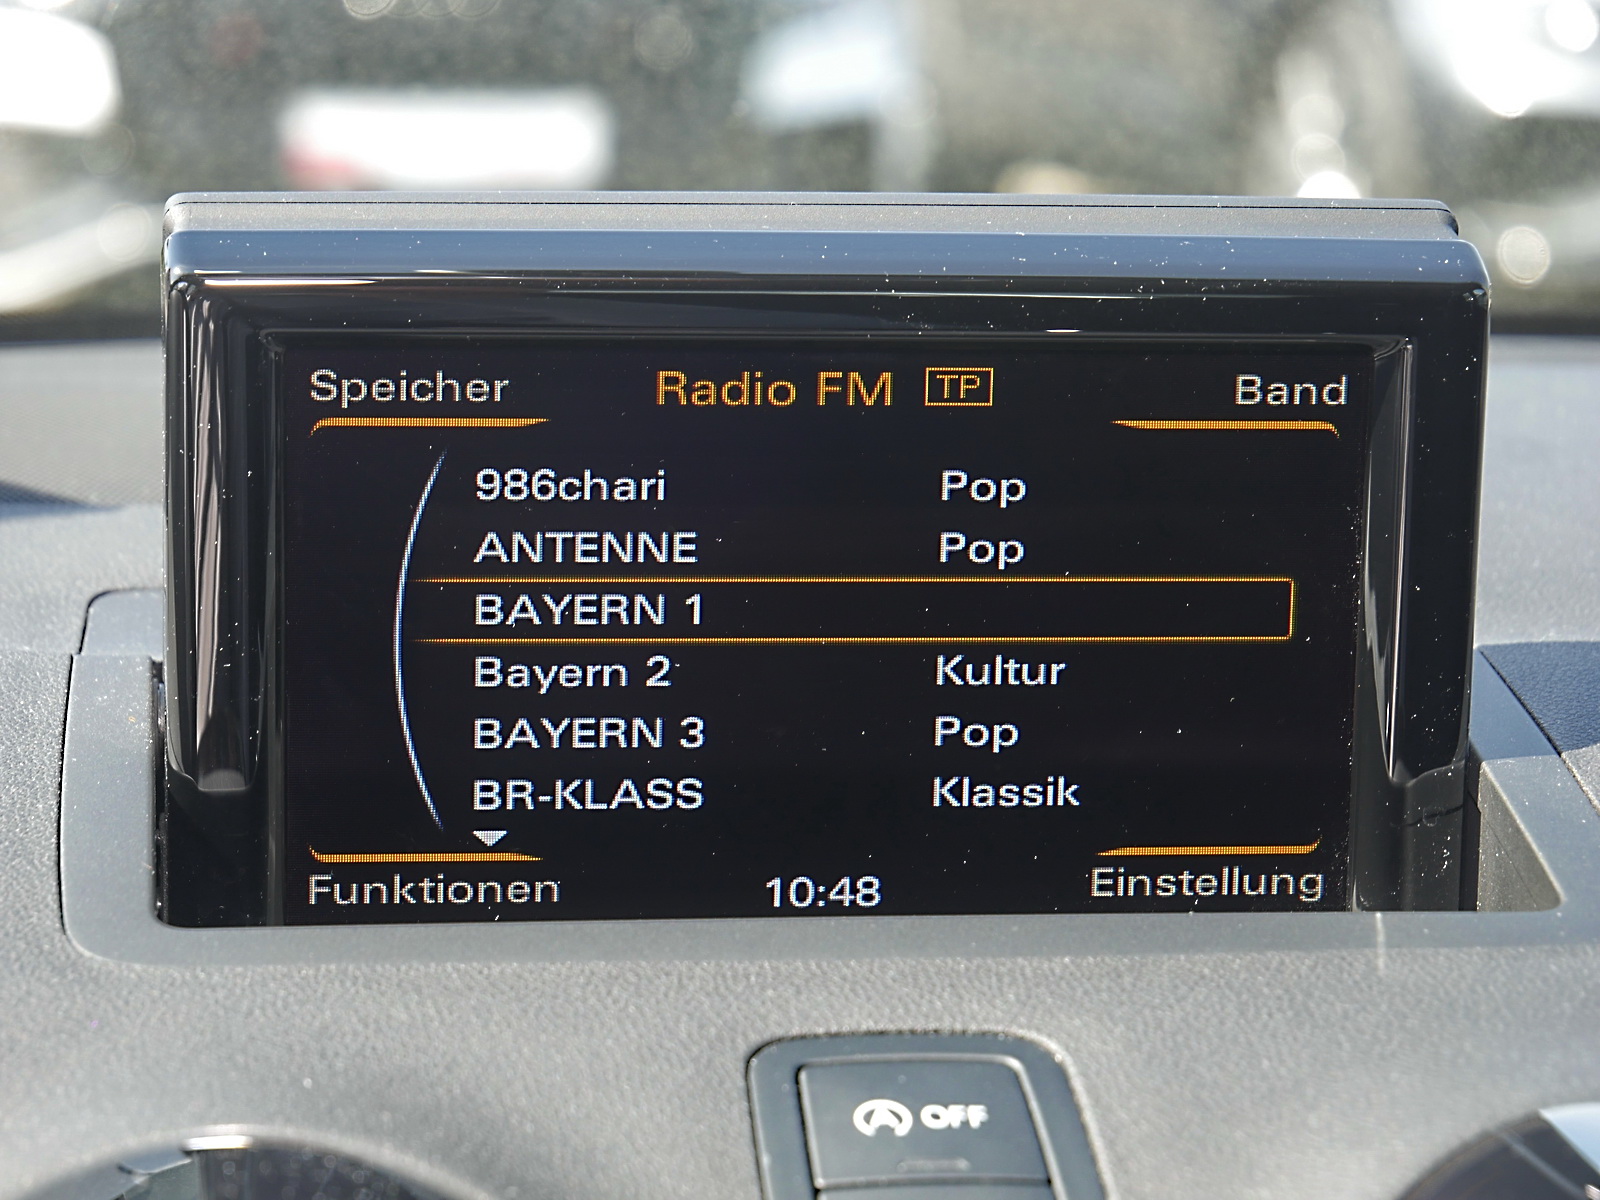 Speicher Radio FM TP Band
986chari Pop
ANTENNE Pop
BAYERN 1
Bayern 2 Kultur
BAYERN 3 Pop
BR-KLASS Klassik
Funktionen 10:48 Einstellung
A OFF